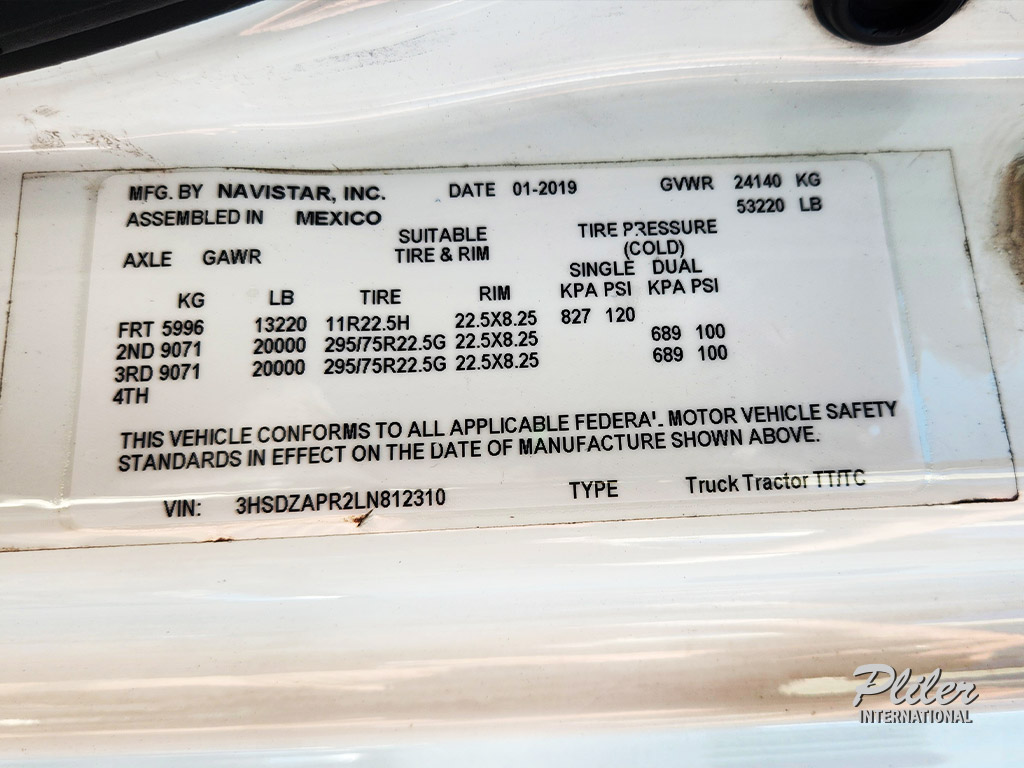 MFG. BY NAVISTAR, INC. DATE 01-2019 GVWR 24140 KG
ASSEMBLED IN MEXICO 53220 LB
SUITABLE TIRE PRESSURE
AXLE GAWR TIRE & RIM (COLD)
SINGLE DUAL
KG LB TIRE RIM KPA PSI KPA PSI
FRT 5996 13220 11R22.5H 22.5X8.25 827 120
2ND 9071 20000 295/75R22.5G 22.5X8.25 689 100
3RD 9071 20000 295/75R22.5G 22.5X8.25 689 100
4TH
THIS VEHICLE CONFORMS TO ALL APPLICABLE FEDERAL MOTOR VEHICLE SAFETY
STANDARDS IN EFFECT ON THE DATE OF MANUFACTURE SHOWN ABOVE.
VIN: 3HSDZAPR2LN812310 TYPE Truck Tractor TT/TC
Pliler
INTERNATIONAL